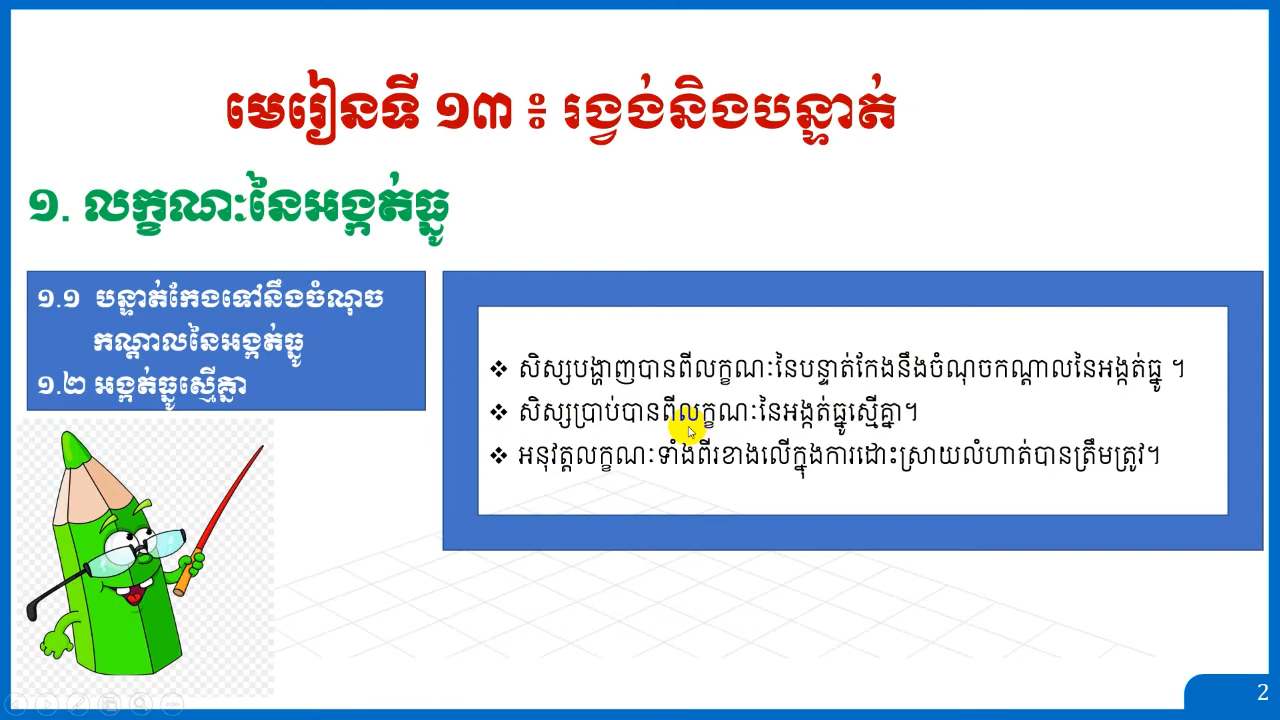 មេរៀនទី ១៣ ៖ រង្វង់និងបន្ទាត់
១. លក្ខណៈនៃអង្កត់ធ្នូ
១.១ បន្ទាត់កែងទៅនឹងចំណុច
កណ្តាលនៃអង្កត់ធ្នូ
១.២ អង្កត់ធ្នូស្មើគ្នា
❖ សិស្សបង្ហាញបានពីលក្ខណៈនៃបន្ទាត់កែងនឹងចំណុចកណ្តាលនៃអង្កត់ធ្នូ ។
❖ សិស្សប្រាប់បានពីលក្ខណៈនៃអង្កត់ធ្នូស្មើគ្នា។
❖ អនុវត្តលក្ខណៈទាំងពីរខាងលើក្នុងការដោះស្រាយលំហាត់បានត្រឹមត្រូវ។
2